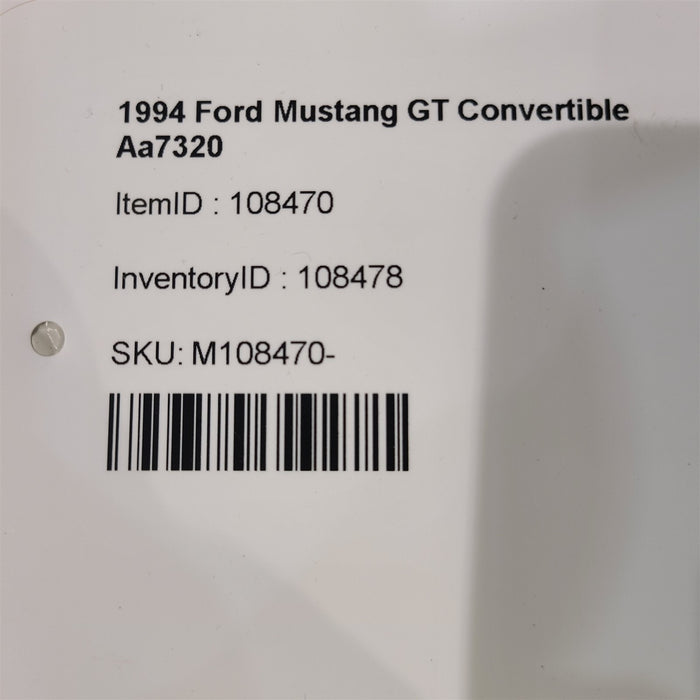 1994 Ford Mustang GT Convertible
Aa7320
ItemID : 108470
InventoryID : 108478
SKU: M108470-